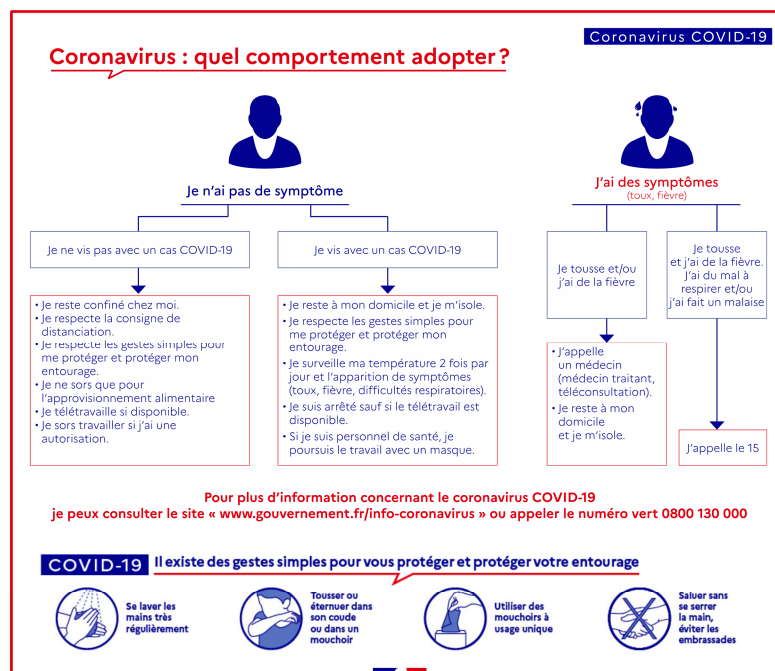 Coronavirus COVID-19
Coronavirus : quel comportement adopter ?
Je n'ai pas de symptôme
J'ai des symptômes
(toux, fièvre)
Je ne vis pas avec un cas COVID-19
Je vis avec un cas COVID-19
Je tousse et/ou
j'ai de la fièvre
Je tousse
et j'ai de la fièvre.
J'ai du mal à
respirer et/ou
j'ai fait un malaise
• Je reste confiné chez moi.
• Je respecte la consigne de
distanciation.
• Je respecte les gestes simples pour
me protéger et protéger mon
entourage.
• Je ne sors que pour
l'approvisionnement alimentaire
• Je télétravaille si disponible.
• Je sors travailler si j'ai une
autorisation.
• Je reste à mon domicile et je m'isole.
• Je respecte les gestes simples pour
me protéger et protéger mon
entourage.
• Je surveille ma température 2 fois par
jour et l'apparition de symptômes
(toux, fièvre, difficultés respiratoires).
• Je suis arrêté sauf si le télétravail est
disponible.
• Si je suis personnel de santé, je
poursuis le travail avec un masque.
• J'appelle
un médecin
(médecin traitant,
téléconsultation).
• Je reste à mon
domicile
et je m'isole.
J'appelle le 15
Pour plus d'information concernant le coronavirus COVID-19
je peux consulter le site « www.gouvernement.fr/info-coronavirus » ou appeler le numéro vert 0800 130 000
COVID-19 Il existe des gestes simples pour vous protéger et protéger votre entourage
Se laver les
mains très
régulièrement
Tousser ou
éternuer dans
son coude
ou dans un
mouchoir
Utiliser des
mouchoirs à
usage unique
Saluer sans
se serrer
la main,
éviter les
embrassades